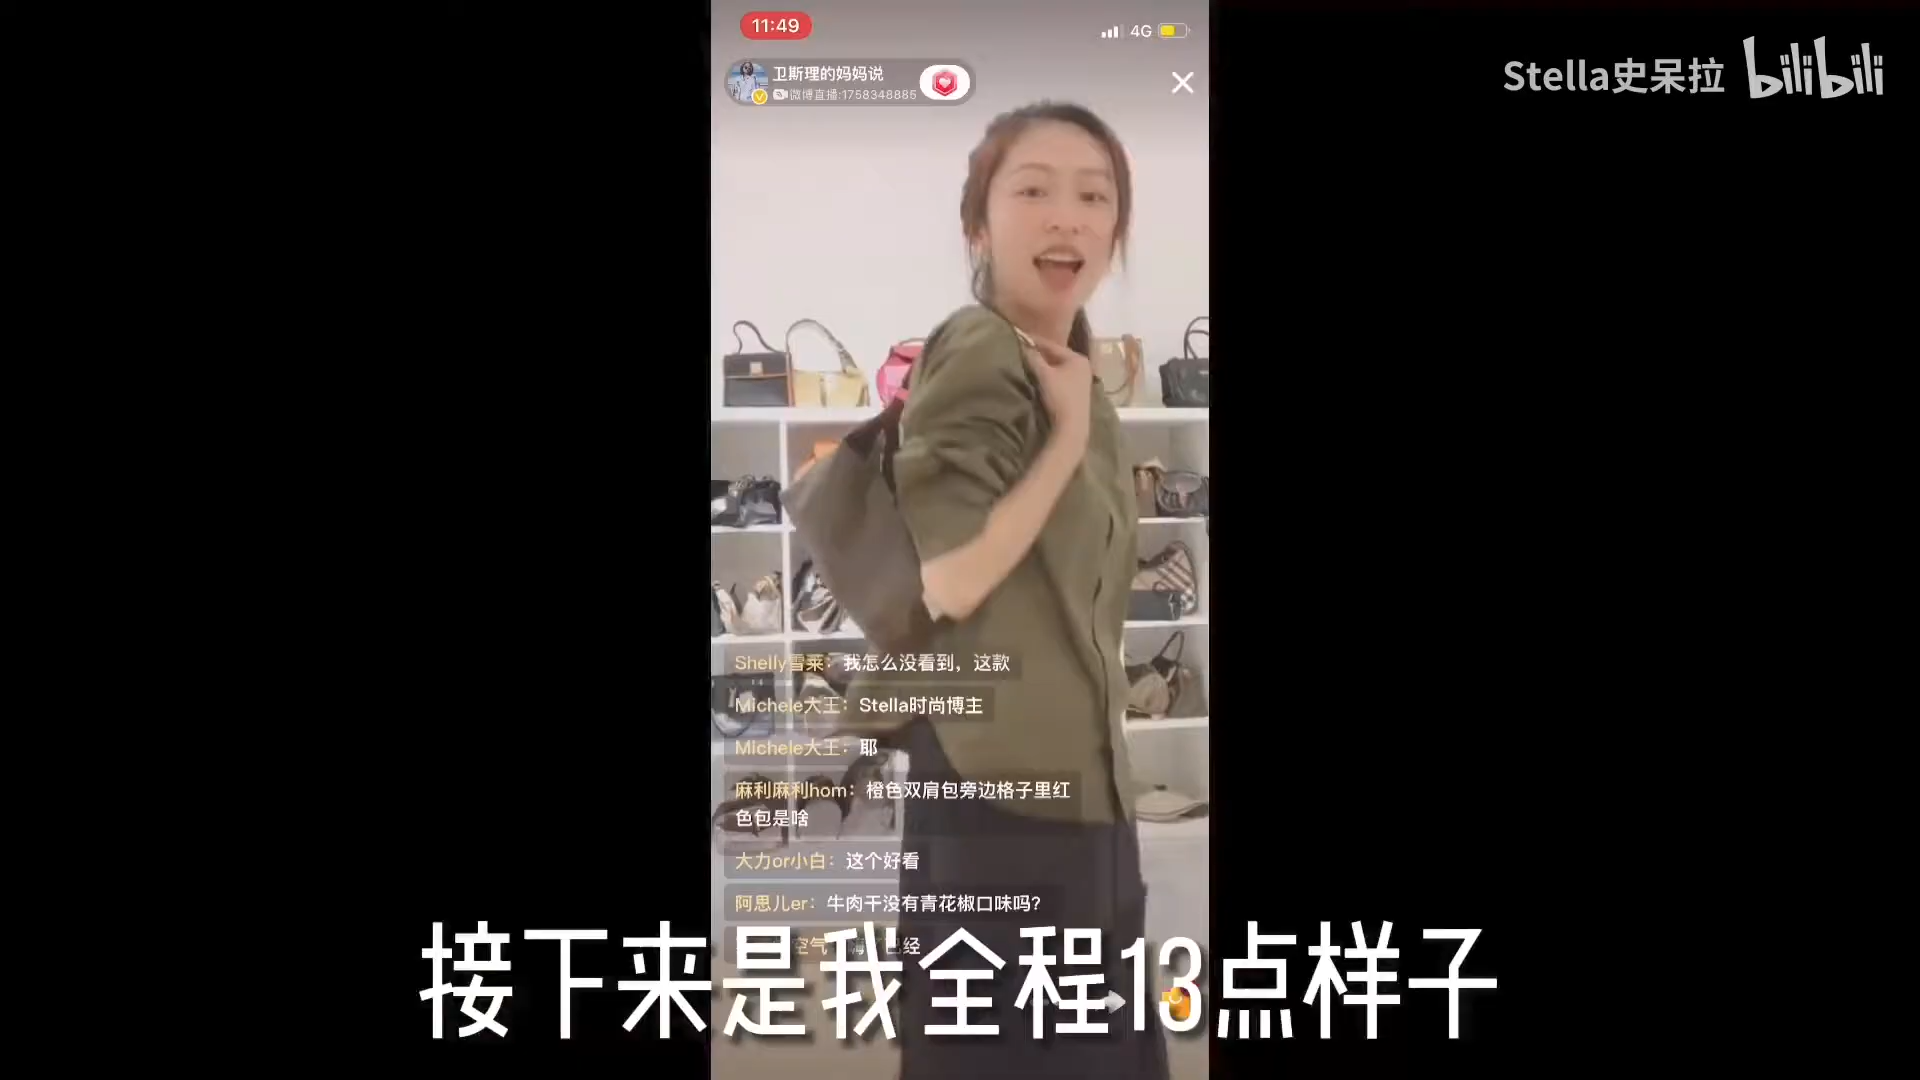 11:49
4G
卫斯理的妈妈说
微博直播:1758348885
Stella史呆拉
bilibili
Shelly雪莱：我怎么没看到，这款
Michele大王：Stella时尚博主
Michele大王：耶
麻利麻利hom：橙色双肩包旁边格子里红
色包是啥
大力or小白：这个好看
阿思儿er：牛肉干没有青花椒口味吗？
空气
已经
接下来是我全程13点样子